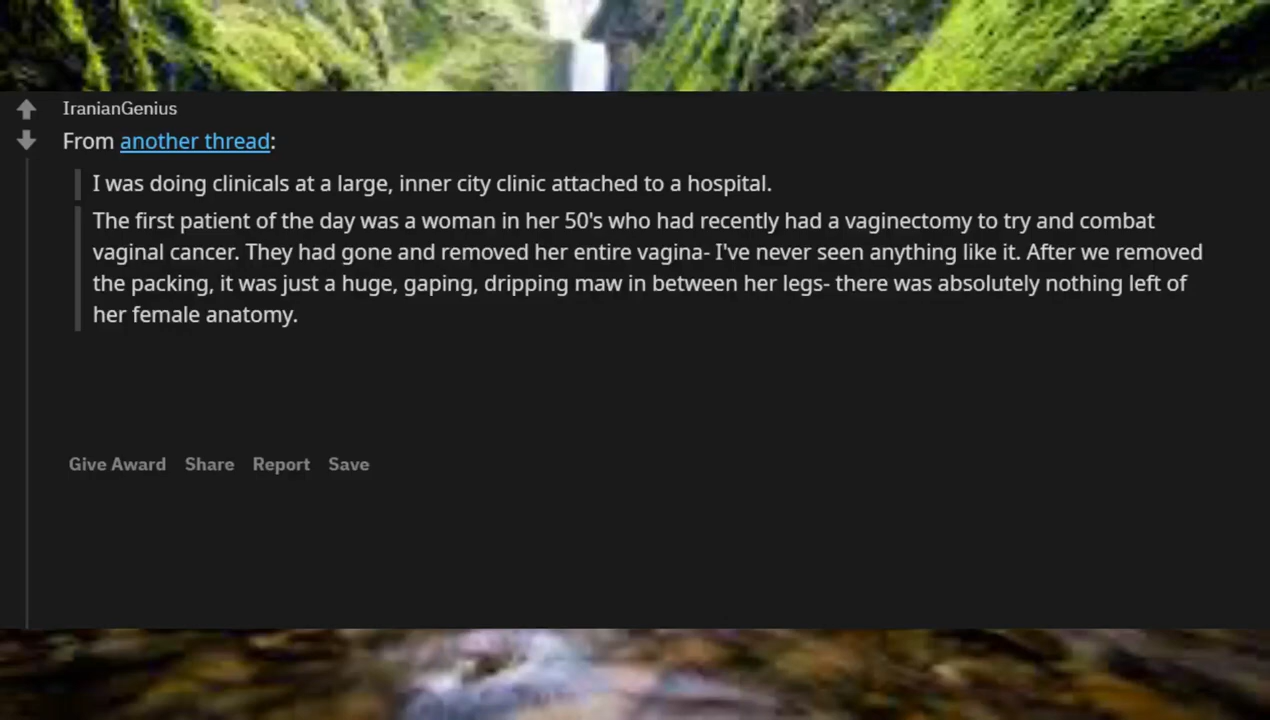 IranianGenius
From another thread:
I was doing clinicals at a large, inner city clinic attached to a hospital.
The first patient of the day was a woman in her 50's who had recently had a vaginectomy to try and combat
vaginal cancer. They had gone and removed her entire vagina- I've never seen anything like it. After we removed
the packing, it was just a huge, gaping, dripping maw in between her legs- there was absolutely nothing left of
her female anatomy.
Give Award Share Report Save